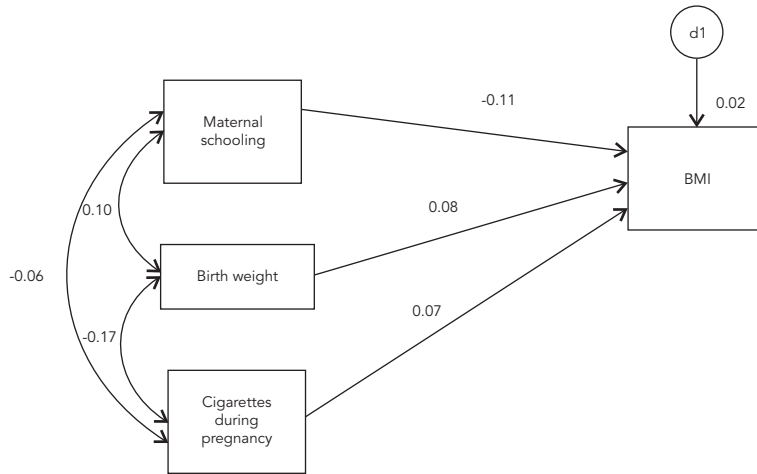 d1
-0.11
0.02
Maternal
schooling
BMI
0.10
0.08
-0.06
Birth weight
0.07
-0.17
Cigarettes
during
pregnancy